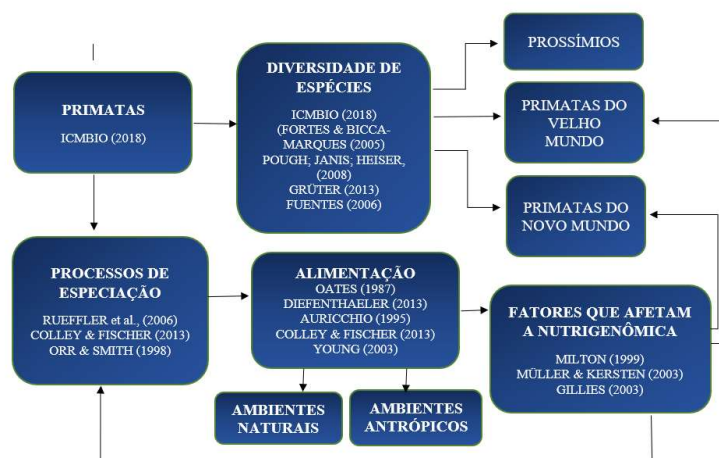 PRIMATAS
ICMBIO (2018)
DIVERSIDADE DE
ESPÉCIES
ICMBIO (2018)
(FORTES & BICCA-
MARQUES (2005)
POUGH; JANIS; HEISER,
(2008)
GRÜTER (2013)
FUENTES (2006)
PROSSÍMIOS
PRIMATAS DO
VELHO
MUNDO
PRIMATAS DO
NOVO MUNDO
PROCESSOS DE
ESPECIAÇÃO
RUEFFLER et al., (2006)
COLLEY & FISCHER (2013)
ORR & SMITH (1998)
ALIMENTAÇÃO
OATES (1987)
DIEFENTHAELER (2013)
AURICCHIO (1995)
COLLEY & FISCHER (2013)
YOUNG (2003)
FATORES QUE AFETAM
A NUTRIGENÔMICA
MILTON (1999)
MÜLLER & KERSTEN (2003)
GILLIES (2003)
AMBIENTES
NATURAIS
AMBIENTES
ANTRÓPICOS